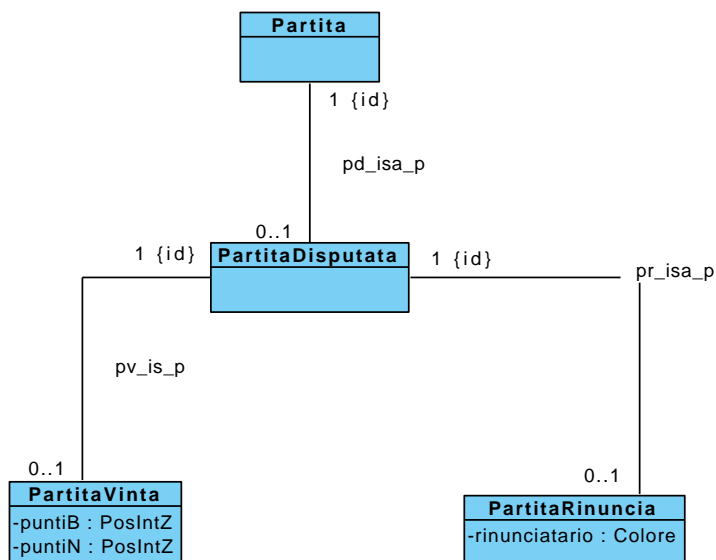 Partita
1 {id}
pd_isa_p
0..1
1 {id}
PartitaDisputata
1 {id}
pr_isa_p
pv_is_p
0..1
0..1
PartitaVinta
-puntiB : PosIntZ
-puntiN : PosIntZ
PartitaRinuncia
-rinunciatario : Colore